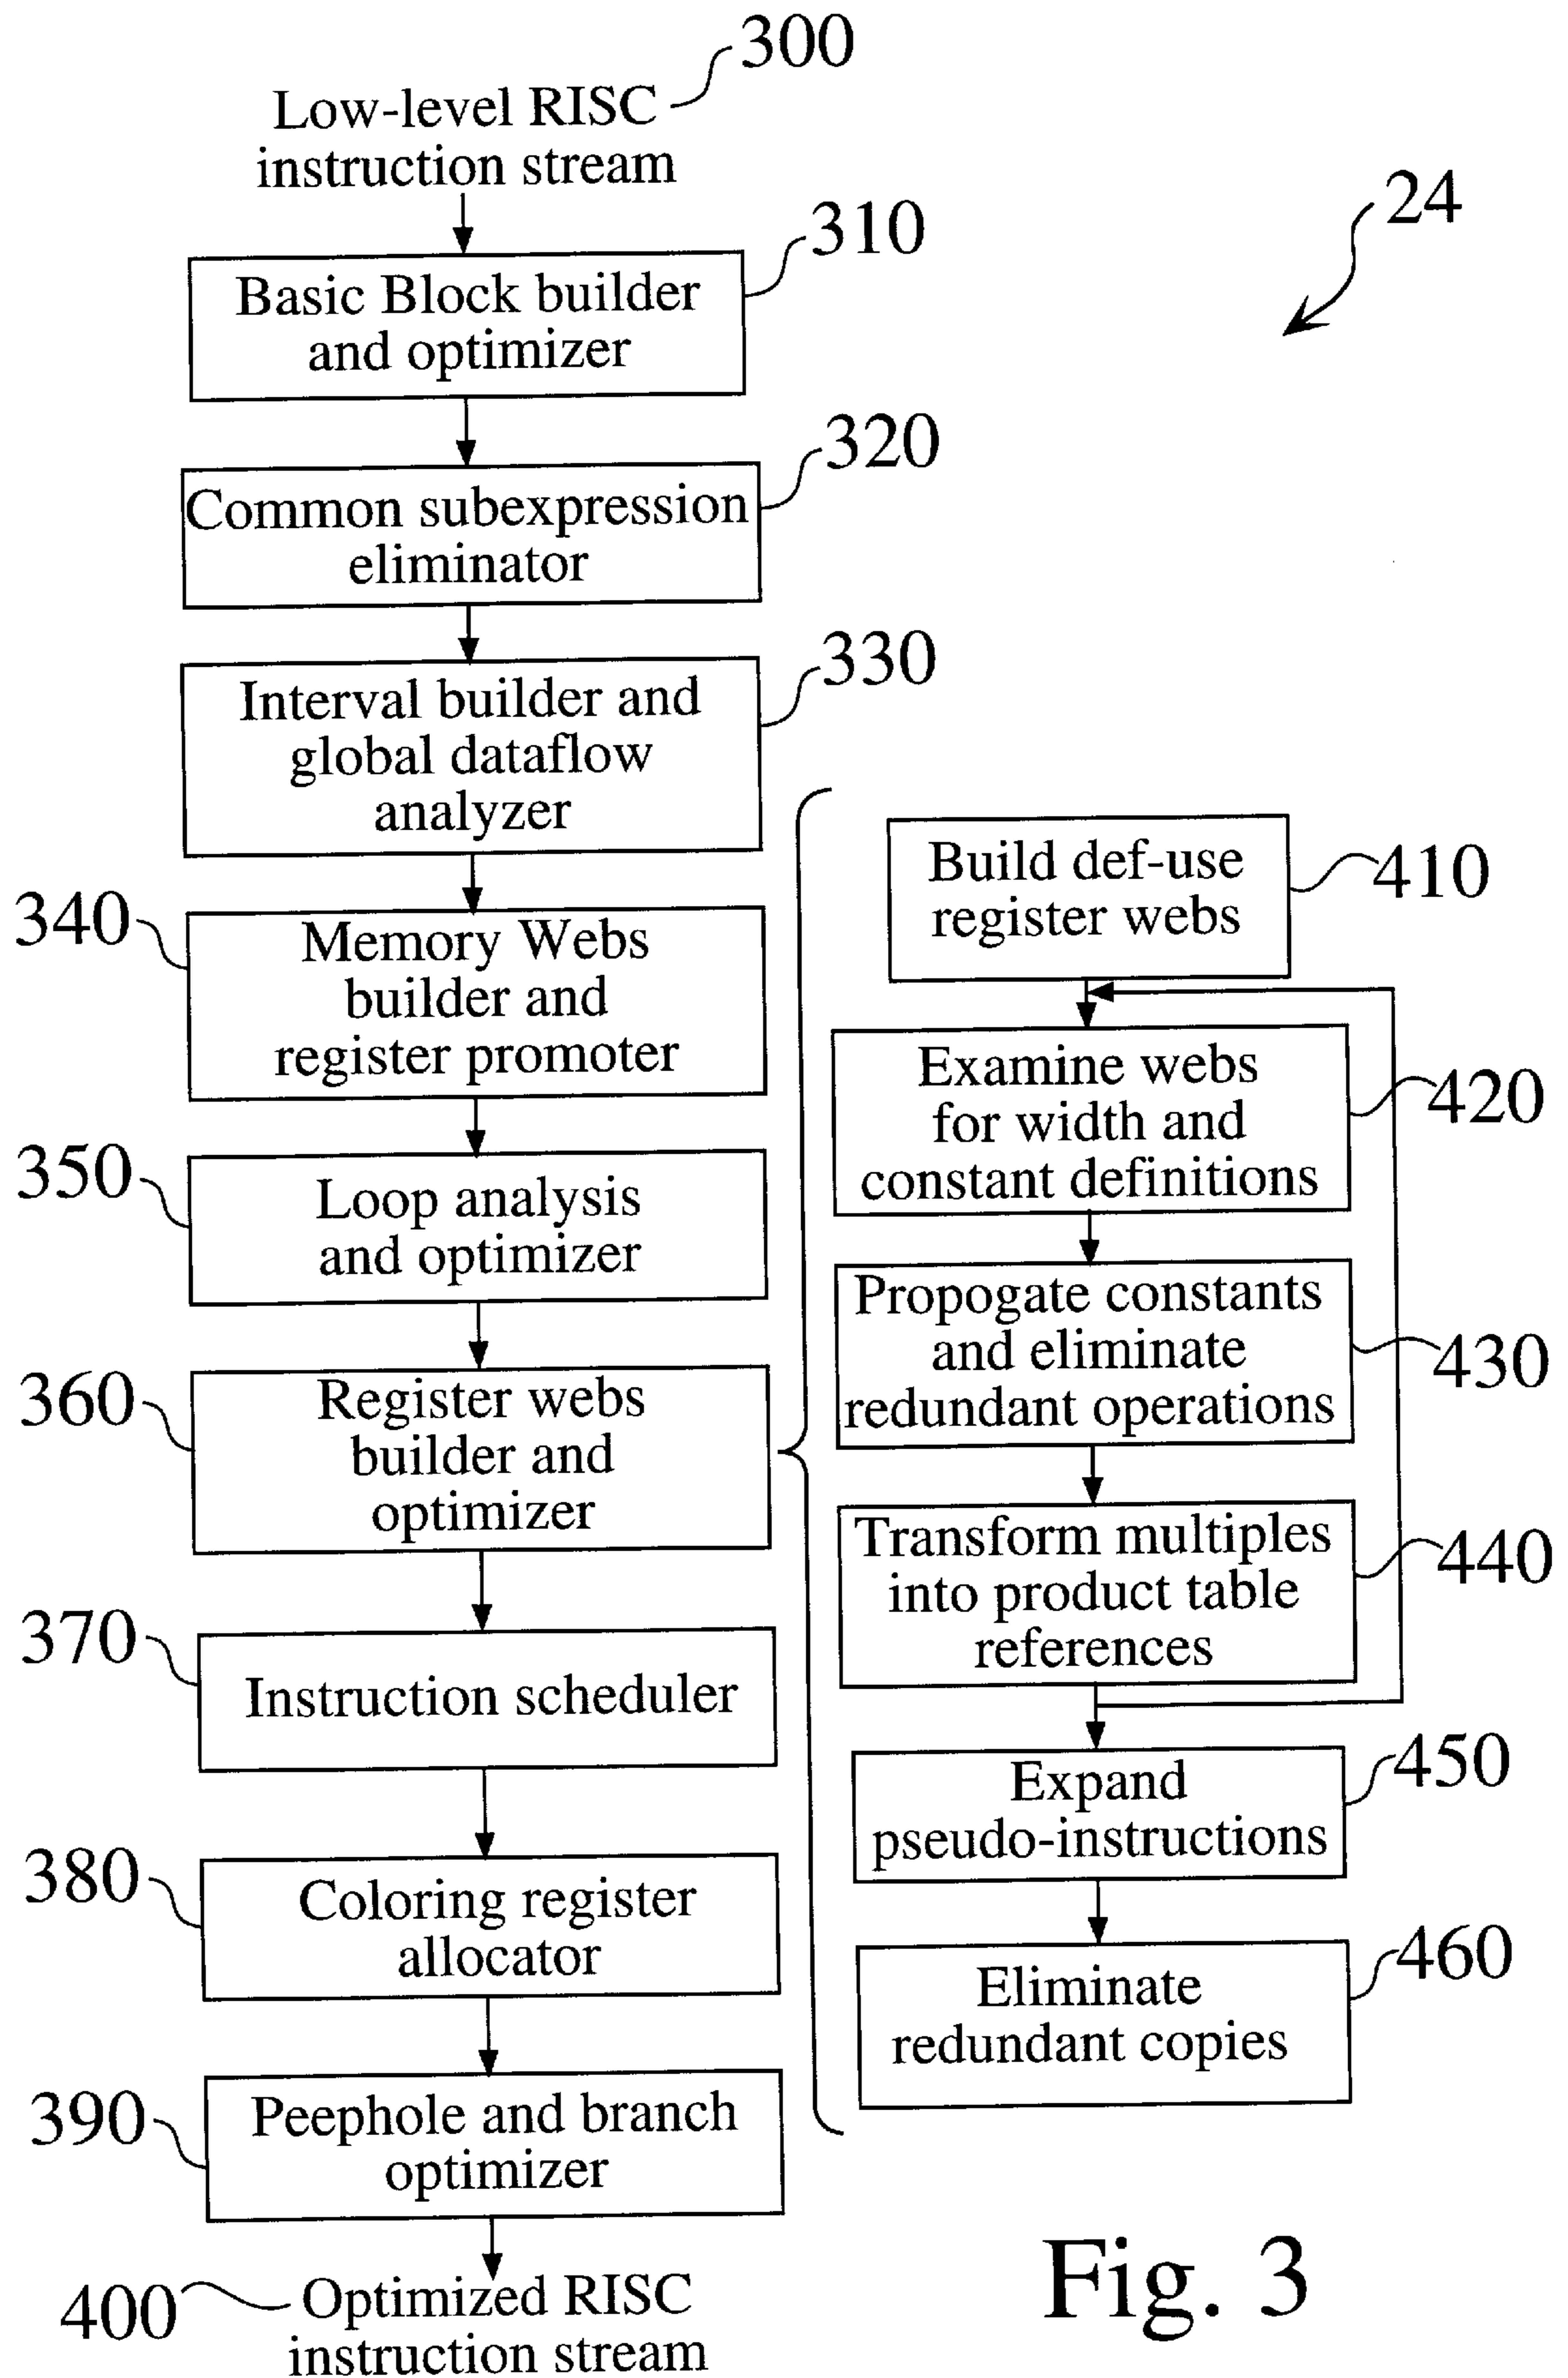 300
Low-level RISC
instruction stream
24
310
Basic Block builder
and optimizer
320
Common subexpression
eliminator
330
Interval builder and
global dataflow
analyzer
340
Memory Webs
builder and
register promoter
350
Loop analysis
and optimizer
360
Register webs
builder and
optimizer
370
Instruction scheduler
380
Coloring register
allocator
390
Peephole and branch
optimizer
400
Optimized RISC
instruction stream
Build def-use
register webs
410
Examine webs
for width and
constant definitions
420
Propogate constants
and eliminate
redundant operations
430
Transform multiples
into product table
references
440
Expand
pseudo-instructions
450
Eliminate
redundant copies
460
Fig. 3